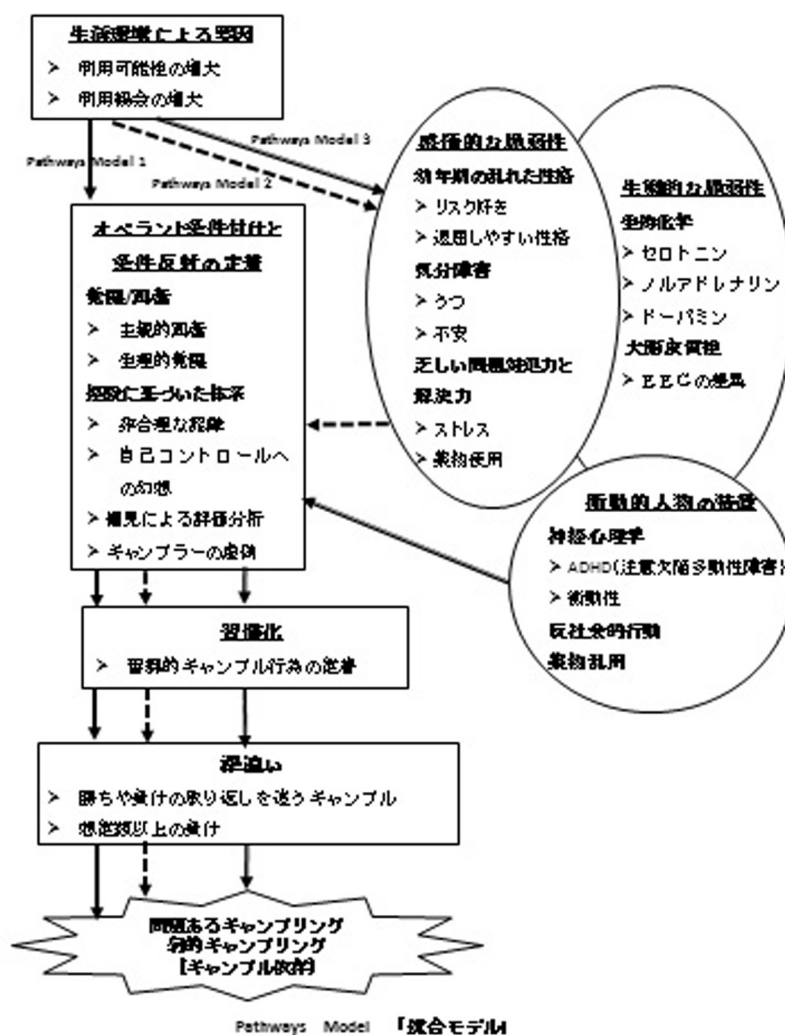 生活環境による要因
➢ 利用可能性の増大
➢ 利用機会の増大
Pathways Model 1
Pathways Model 2
Pathways Model 3
オペラント条件付けと
条件反射の定着
覚醒/興奮
➢ 主観的興奮
➢ 生理的覚醒
に基づいた体系
➢ 非合理な
➢ 自己コントロールへ
の幻想
➢ 偏見による評価分析
➢ ギャンブラーの
習慣化
➢ 習慣的ギャンブル行為の定着
深追い
➢ 勝ちや負けの取り返しを追うギャンブル
➢ 想定額以上の負け
問題あるギャンブリング
病的ギャンブリング
[ギャンブル依存]
感情的な脆弱性
幼年期の乱れた性格
➢ リスク好き
➢ 退屈しやすい性格
気分障害
➢ うつ
➢ 不安
乏しい問題対処力と
解決力
➢ ストレス
➢ 薬物使用
な脆弱性
生物化学
➢ セロトニン
➢ ノルアドレナリン
➢ ドーパミン
大脳皮質
➢ EEGの差異
衝動的人物の特徴
神経心理学
➢ ADHD(注意欠陥多動性障害)
➢ 衝動性
反社会的行動
薬物乱用
Pathways Model 「統合モデル」